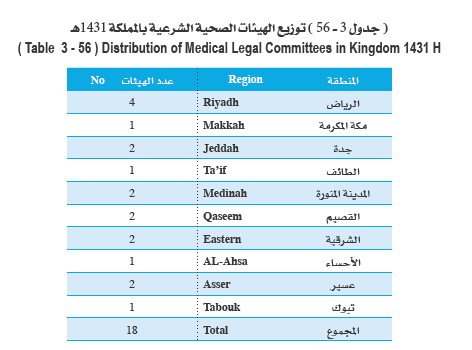 ( جدول 3 - 56 ) توزيع الهيئات الصحية الشرعية بالمملكة 1431هـ
( Table 3 - 56 ) Distribution of Medical Legal Committees in Kingdom 1431 H
No عدد الهيئات Region المنطقة
4 Riyadh الرياض
1 Makkah مكة المكرمة
2 Jeddah جدة
1 Ta'if الطائف
2 Medinah المدينة المنورة
2 Qaseem القصيم
2 Eastern الشرقية
1 AL-Ahsa الأحساء
2 Asser عسير
1 Tabouk تبوك
18 Total المجموع